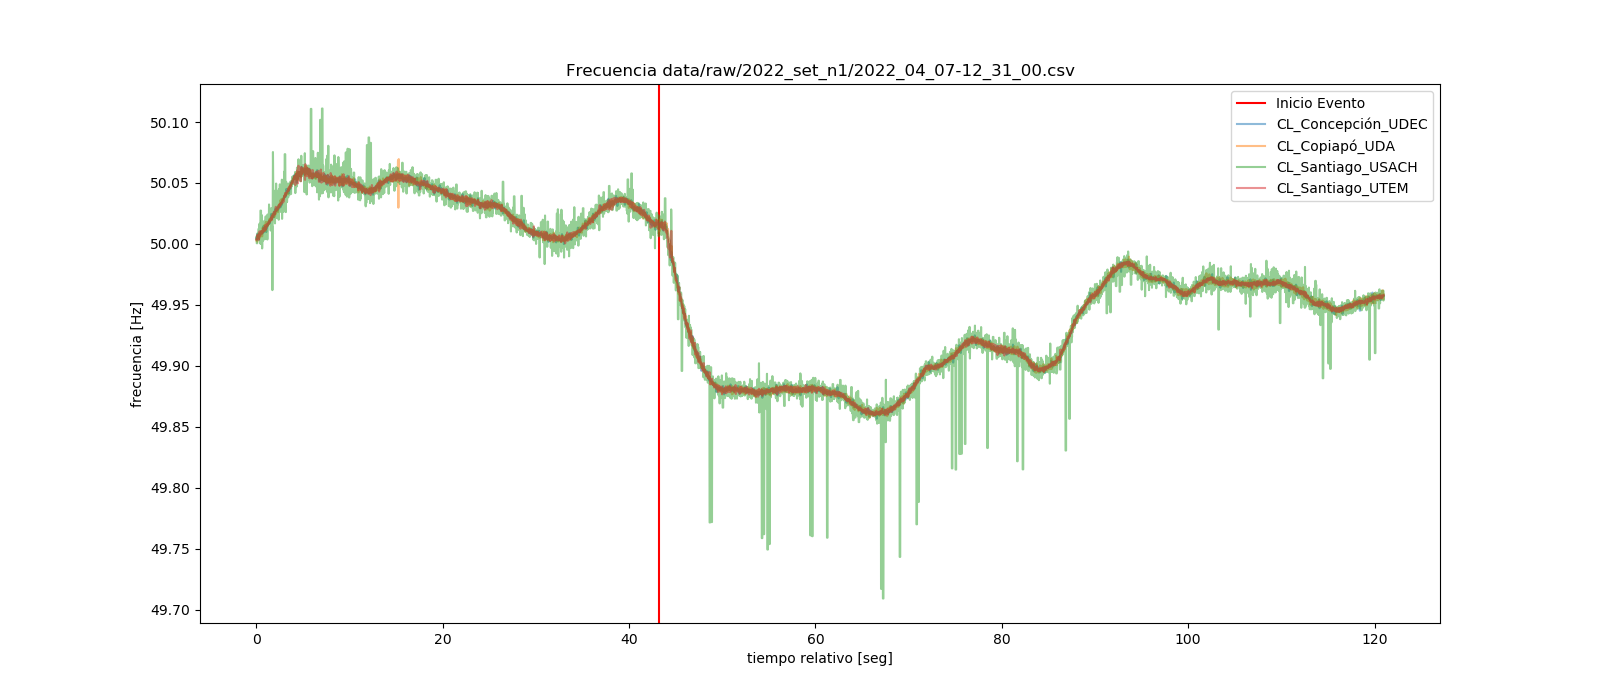 Frecuencia data/raw/2022_set_n1/2022_04_07-12_31_00.csv
Inicio Evento
CL_Concepción_UDEC
CL_Copiapó_UDA
CL_Santiago_USACH
CL_Santiago_UTEM
frecuencia [Hz]
50.10
50.05
50.00
49.95
49.90
49.85
49.80
49.75
49.70
0 20 40 60 80 100 120
tiempo relativo [seg]